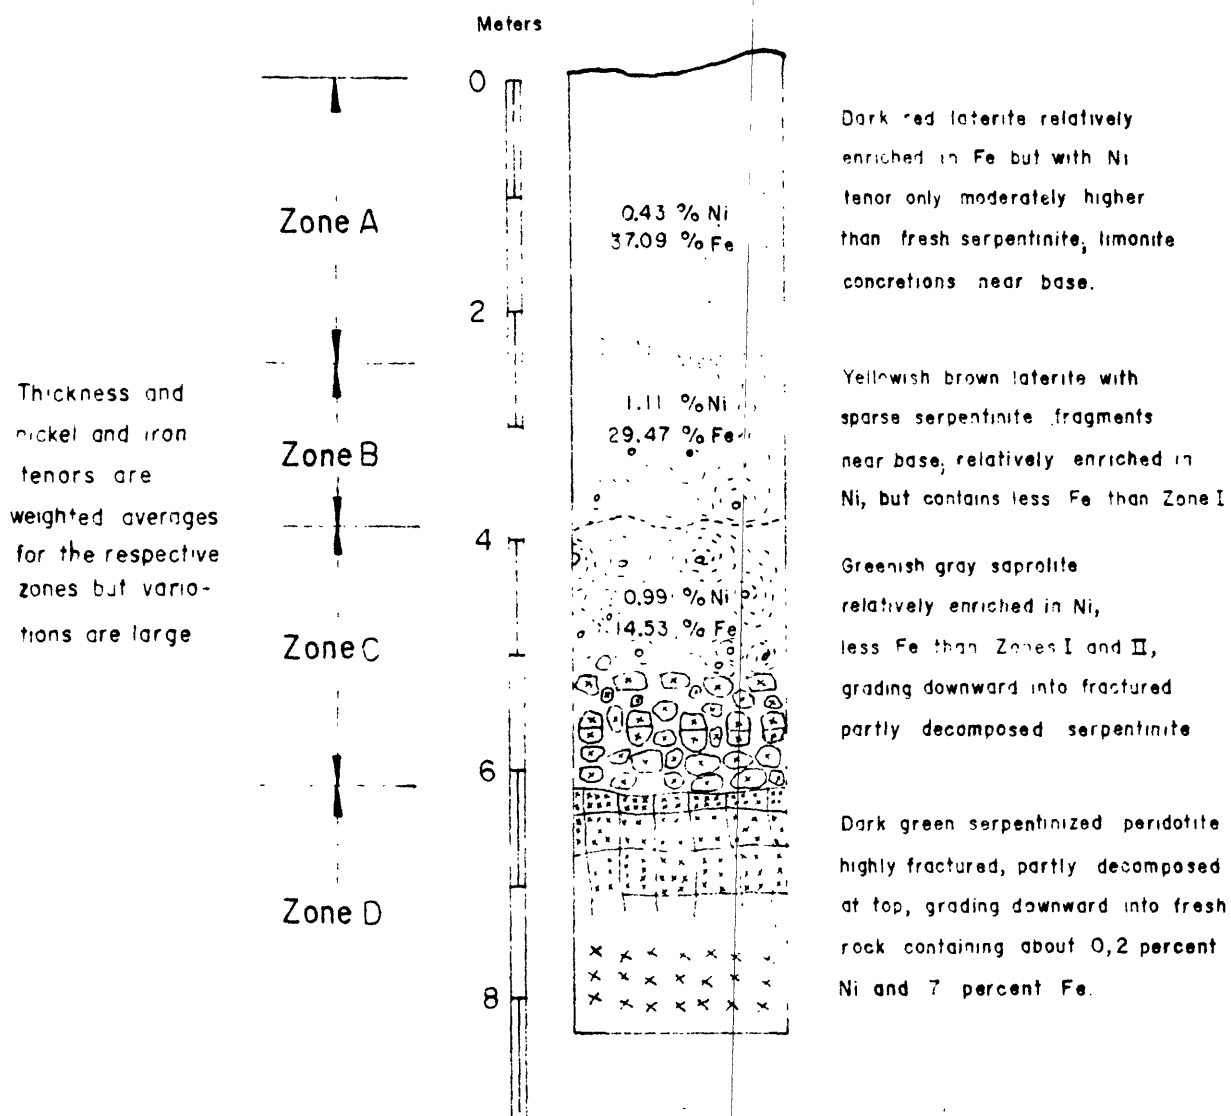 Meters
0
2
4
6
8
Zone A
Zone B
Zone C
Zone D
Thickness and
nickel and iron
tenors are
weighted averages
for the respective
zones but varia-
tions are large
0.43 % Ni
37.09 % Fe
1.11 % Ni
29.47 % Fe
0.99 % Ni
14.53 % Fe
Dark red laterite relatively
enriched in Fe but with Ni
tenor only moderately higher
than fresh serpentinite; limonite
concretions near base.
Yellowish brown laterite with
sparse serpentinite fragments
near base; relatively enriched in
Ni, but contains less Fe than Zone I
Greenish gray saprolite
relatively enriched in Ni,
less Fe than Zones I and II,
grading downward into fractured
partly decomposed serpentinite
Dark green serpentinized peridotite
highly fractured, partly decomposed
at top, grading downward into fresh
rock containing about 0,2 percent
Ni and 7 percent Fe.